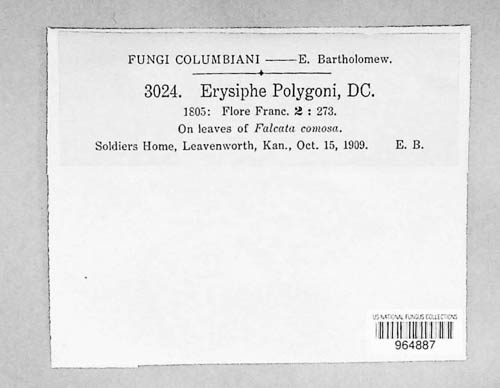 FUNGI COLUMBIANI —— E. Bartholomew.
3024. Erysiphe Polygoni, DC.
1805: Flore Franc. 2 : 273.
On leaves of Falcata comosa.
Soldiers Home, Leavenworth, Kan., Oct. 15, 1909. E. B.
US NATIONAL FUNGUS COLLECTIONS
964887